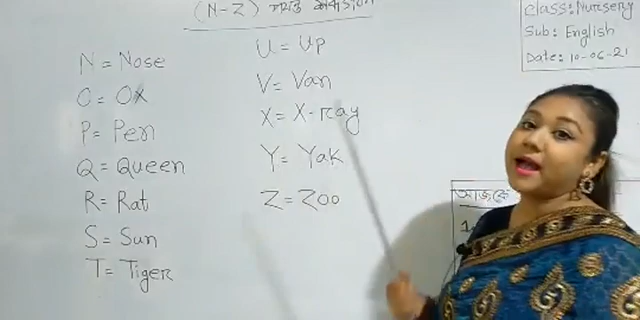 (N-Z)
N = Nose
O = Ox
P = Pen
Q = Queen
R = Rat
S = Sun
T = Tiger
U = Up
V = Van
X = X-ray
Y = Yak
Z = Zoo
Class: Nursery
Sub: English
Date: 10-06-21
আজকে